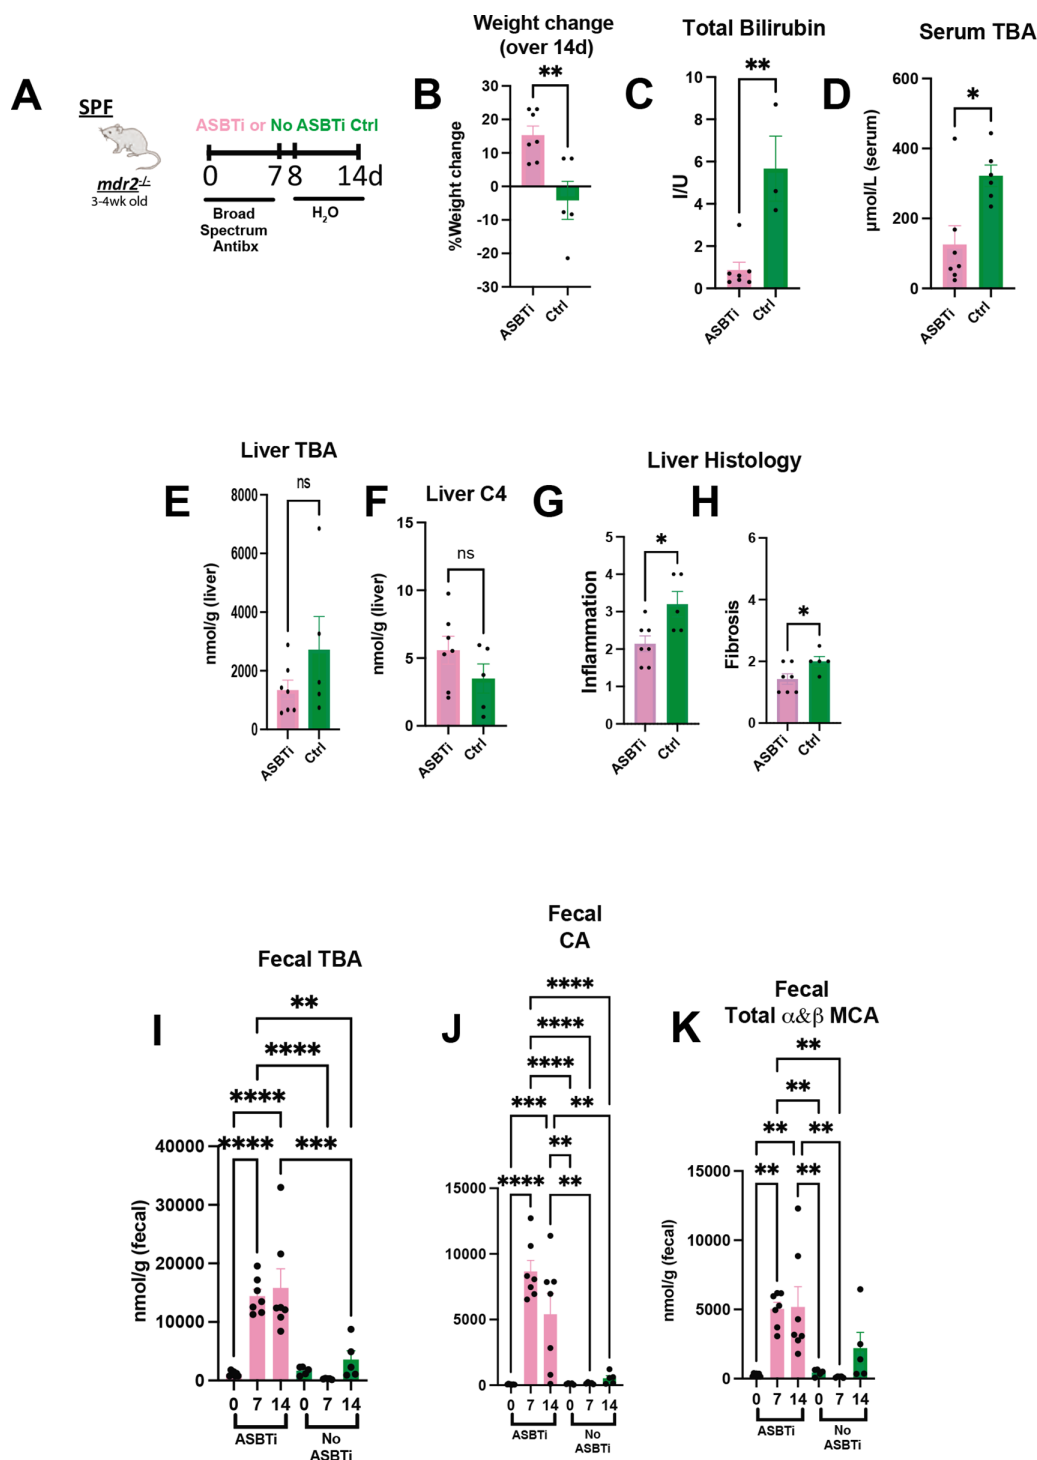 A
SPF
mdr2-/-
3-4wk old
ASBTi or No ASBTi Ctrl
0 7 8 14d
Broad
Spectrum
Antibx
H2O
B
Weight change
(over 14d)
**
%Weight change
30
20
10
0
-10
-20
-30
ASBTi
Ctrl
C
Total Bilirubin
**
I/U
10
8
6
4
2
0
ASBTi
Ctrl
D
Serum TBA
*
µmol/L (serum)
600
400
200
0
ASBTi
Ctrl
E
Liver TBA
ns
nmol/g (liver)
8000
6000
4000
2000
0
ASBTi
Ctrl
F
Liver C4
ns
nmol/g (liver)
15
10
5
0
ASBTi
Ctrl
Liver Histology
G
*
Inflammation
5
4
3
2
1
0
ASBTi
Ctrl
H
*
Fibrosis
6
4
2
0
ASBTi
Ctrl
I
Fecal TBA
**
****
****
****
***
nmol/g (fecal)
40000
30000
20000
10000
0
0 7 14 0 7 14
ASBTi
No
ASBTi
J
Fecal
CA
****
****
****
***
**
**
****
**
nmol/g (fecal)
15000
10000
5000
0
0 7 14 0 7 14
ASBTi
No
ASBTi
K
Fecal
Total α&β MCA
**
**
**
**
**
**
nmol/g (fecal)
15000
10000
5000
0
0 7 14 0 7 14
ASBTi
No
ASBTi